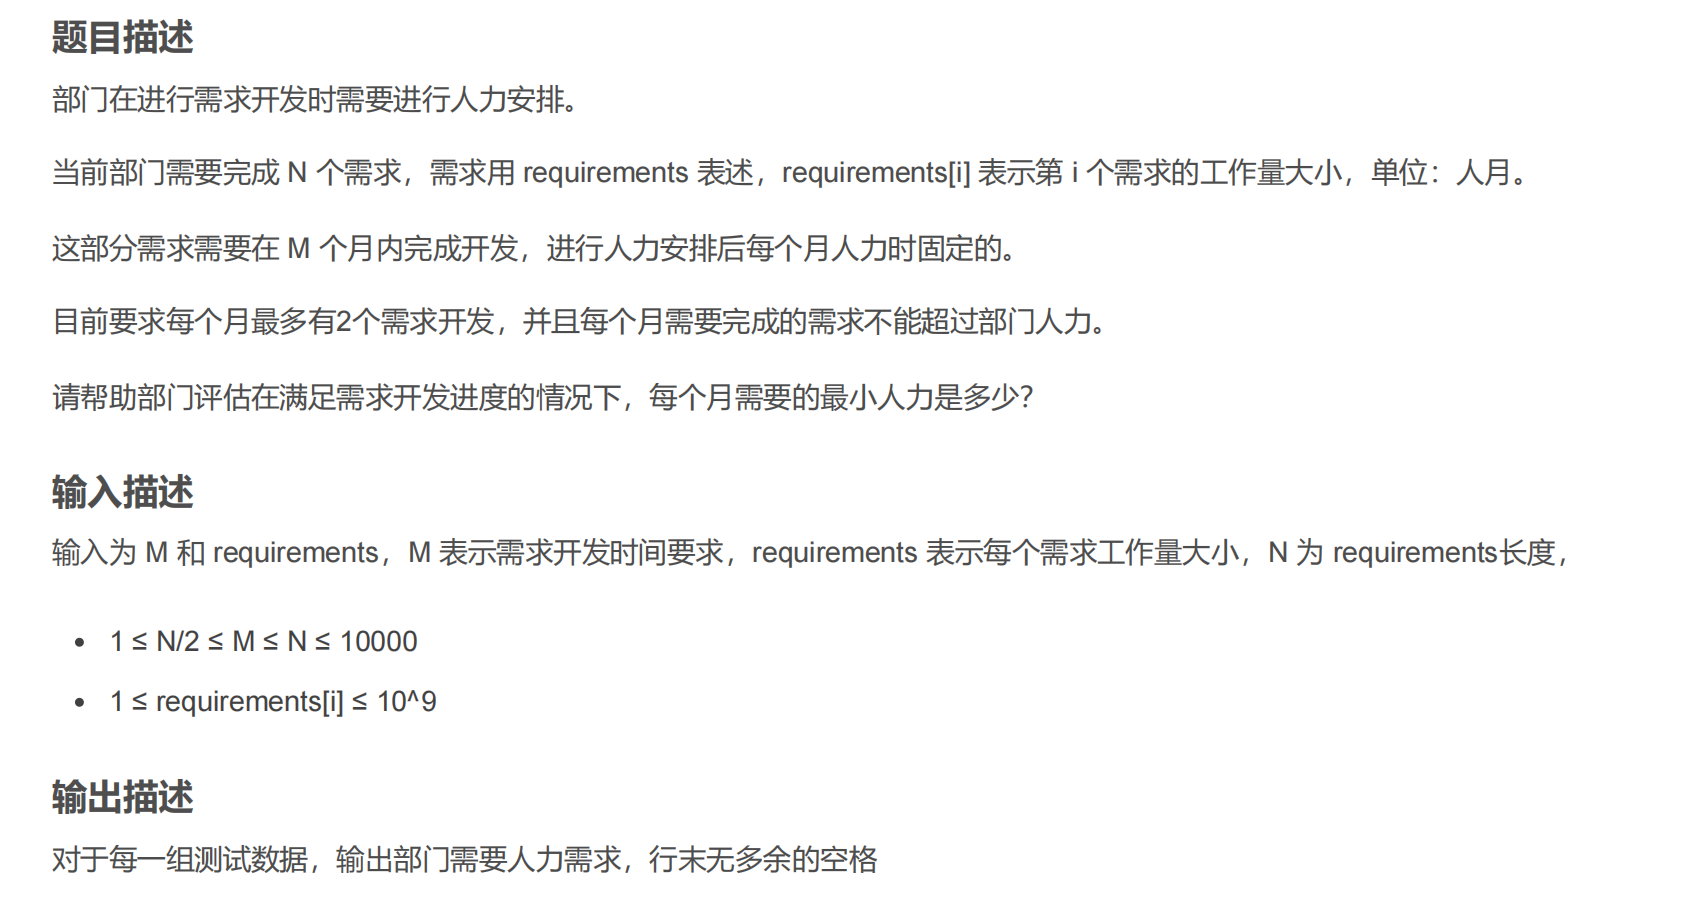 题目描述
部门在进行需求开发时需要进行人力安排。
当前部门需要完成 N 个需求，需求用 requirements 表述，requirements[i] 表示第 i 个需求的工作量大小，单位：人月。
这部分需求需要在 M 个月内完成开发，进行人力安排后每个月人力时固定的。
目前要求每个月最多有2个需求开发，并且每个月需要完成的需求不能超过部门人力。
请帮助部门评估在满足需求开发进度的情况下，每个月需要的最小人力是多少？
输入描述
输入为 M 和 requirements，M 表示需求开发时间要求，requirements 表示每个需求工作量大小，N 为 requirements长度，
• 1 ≤ N/2 ≤ M ≤ N ≤ 10000
• 1 ≤ requirements[i] ≤ 10^9
输出描述
对于每一组测试数据，输出部门需要人力需求，行末无多余的空格